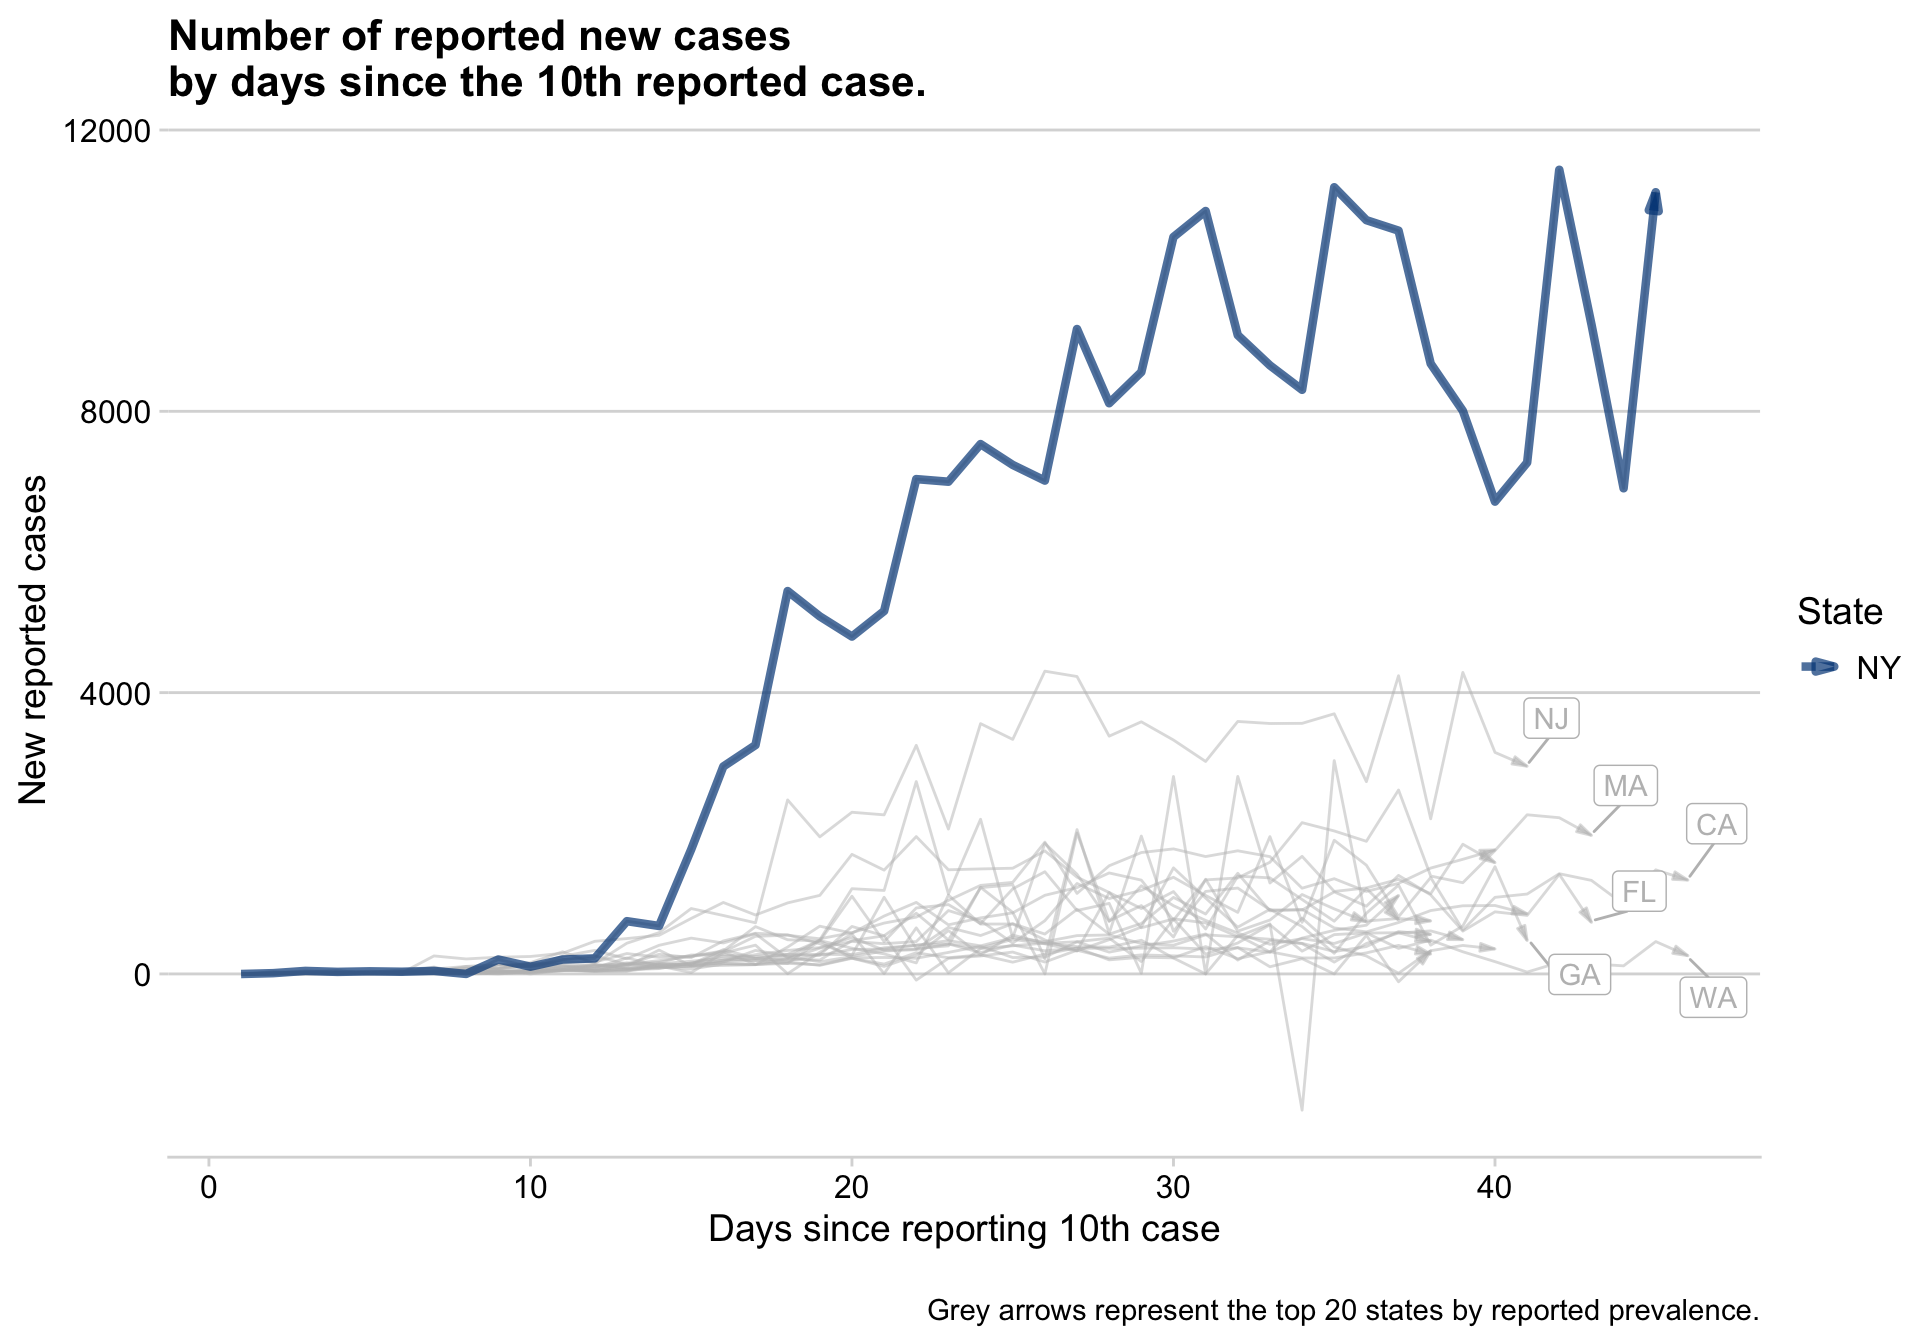 Number of reported new cases
by days since the 10th reported case.
12000
8000
4000
0
New reported cases
NJ
MA
CA
FL
GA
WA
State
NY
0 10 20 30 40
Days since reporting 10th case
Grey arrows represent the top 20 states by reported prevalence.